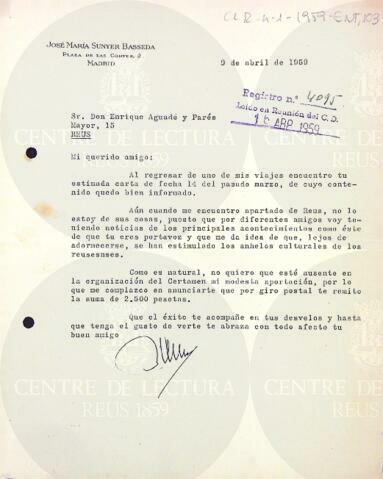 CLR-4-1-1959-ENT,103
JOSÉ MARÍA SUNYER BASSEDA
PLAZA DE LAS CORTES, 2
MADRID
9 de abril de 1959
Registro n.º 4095
Leído en Reunión del C. D.
16 ABR 1959
Sr. Don Enrique Aguadé y Parés
Mayor, 15
REUS
Mi querido amigo:
Al regresar de uno de mis viajes encuentro tu
estimada carta de fecha 14 del pasado marzo, de cuyo conte-
nido quedo bien informado.
Aún cuando me encuentro apartado de Reus, no lo
estoy de sus cosas, puesto que por diferentes amigos voy te-
niendo noticias de los principales acontecimientos como éste
de que tu eres portavoz y que me da idea de que, lejos de
adormecerse, se han estimulado los anhelos culturales de los
reusenses.
Como es natural, no quiero que esté ausente en
la organización del Certamen mi modesta aportación, por lo
que me complazco en anunciarte que por giro postal te remito
la suma de 2.500 pesetas.
Que el éxito te acompañe en tus desvelos y hasta
que tenga el gusto de verte te abraza con todo afecto tu
buen amigo
CENTRE DE LECTURA
REUS 1859
CENTRE DE LECTURA
REUS 1859